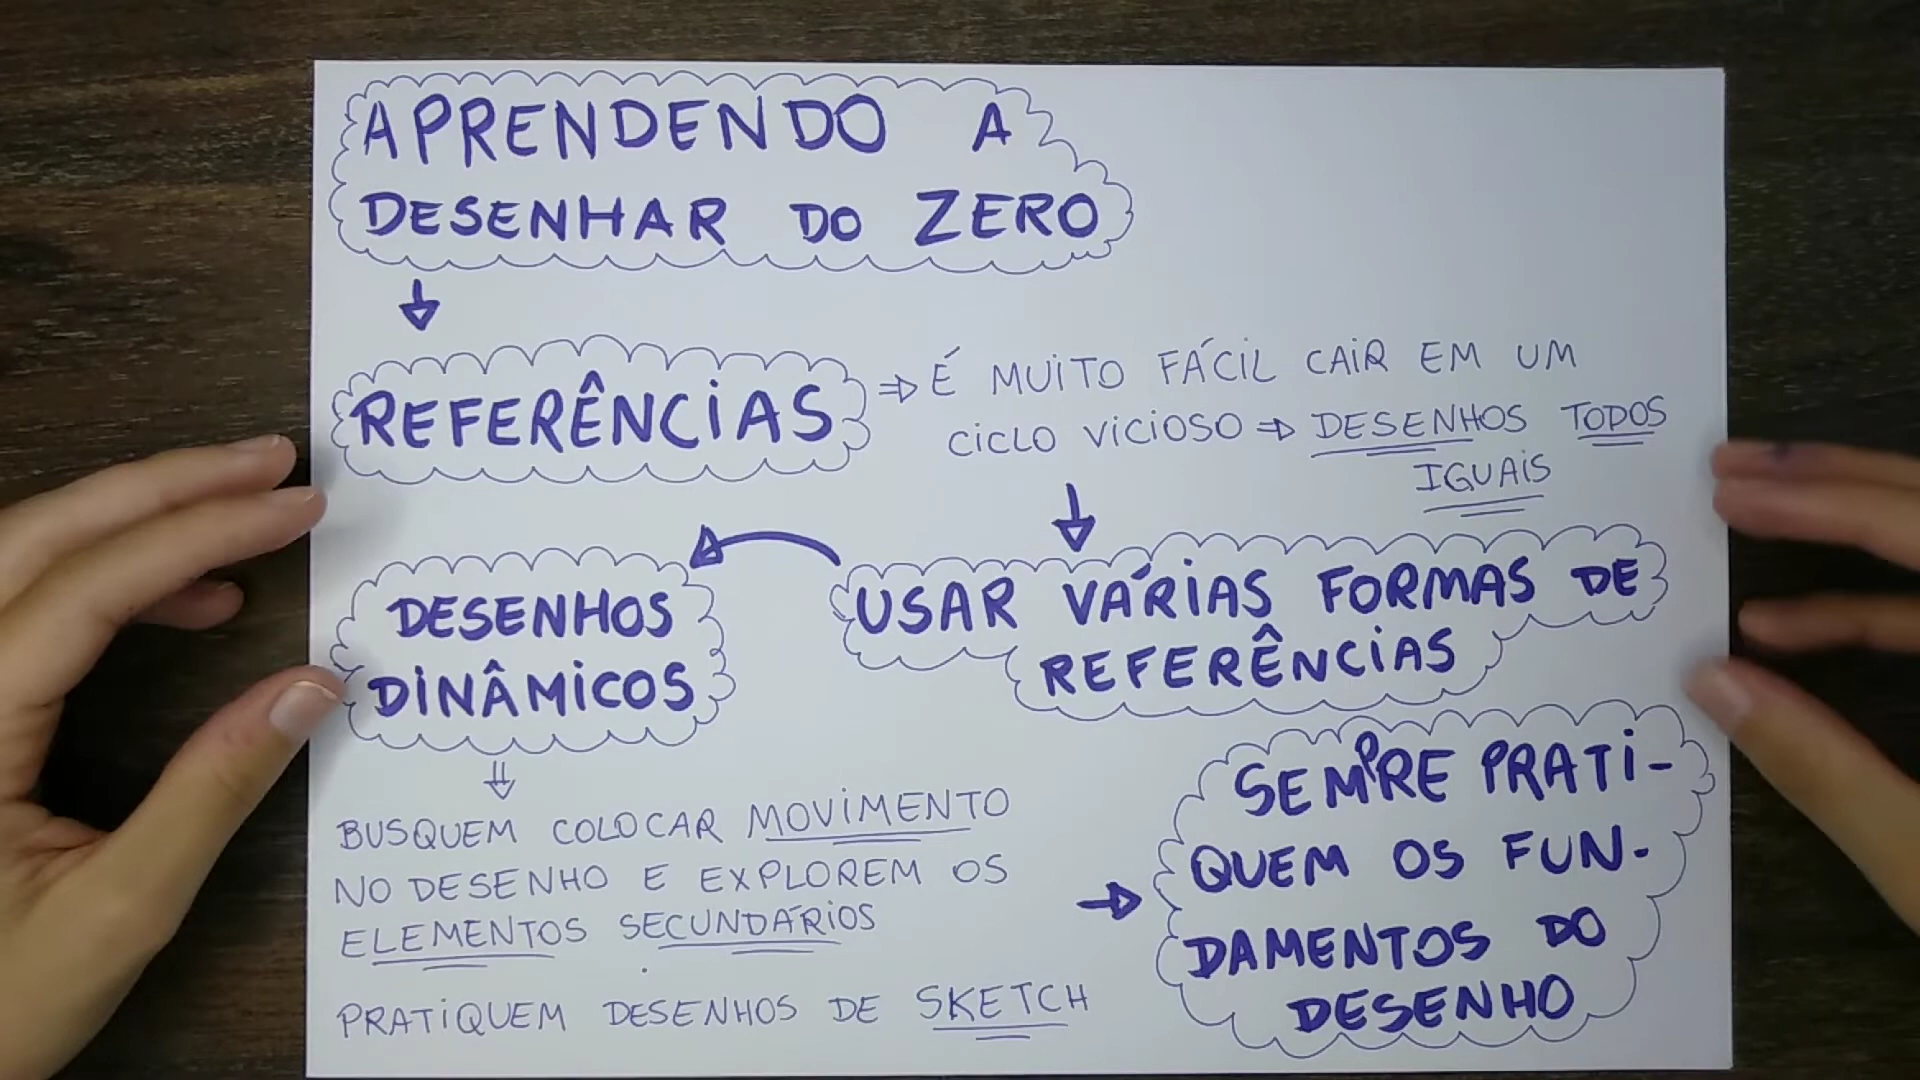 APRENDENDO A
DESENHAR DO ZERO
REFERÊNCIAS
⇒ É MUITO FÁCIL CAIR EM UM
CICLO VICIOSO ⇒ DESENHOS TODOS
IGUAIS
USAR VÁRIAS FORMAS DE
REFERÊNCIAS
DESENHOS
DINÂMICOS
BUSQUEM COLOCAR MOVIMENTO
NO DESENHO E EXPLOREM OS
ELEMENTOS SECUNDÁRIOS
PRATIQUEM DESENHOS DE SKETCH
SEMPRE PRATI-
QUEM OS FUN-
DAMENTOS DO
DESENHO